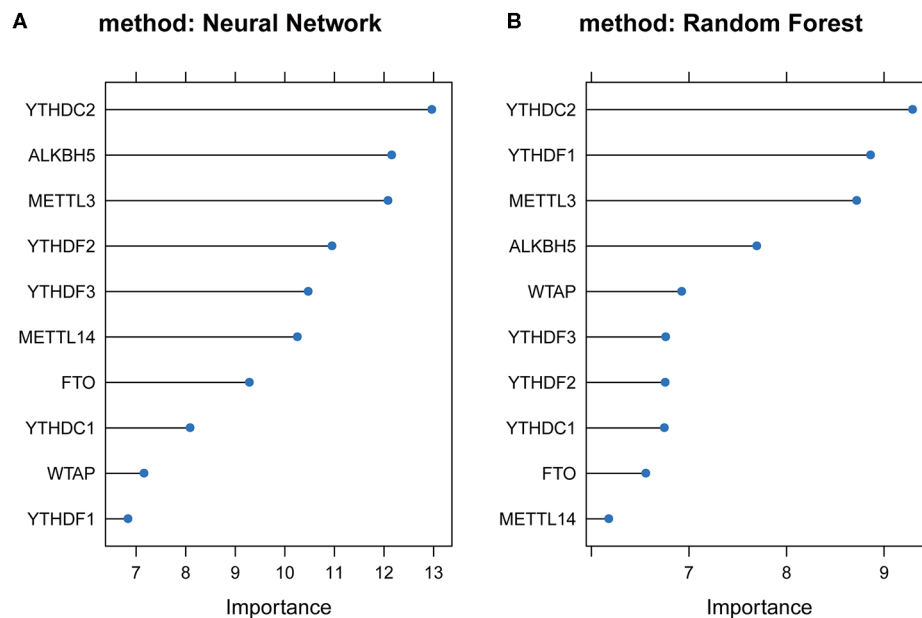 A
method: Neural Network
YTHDC2
ALKBH5
METTL3
YTHDF2
YTHDF3
METTL14
FTO
YTHDC1
WTAP
YTHDF1
7 8 9 10 11 12 13
Importance
B
method: Random Forest
YTHDC2
YTHDF1
METTL3
ALKBH5
WTAP
YTHDF3
YTHDF2
YTHDC1
FTO
METTL14
7 8 9
Importance